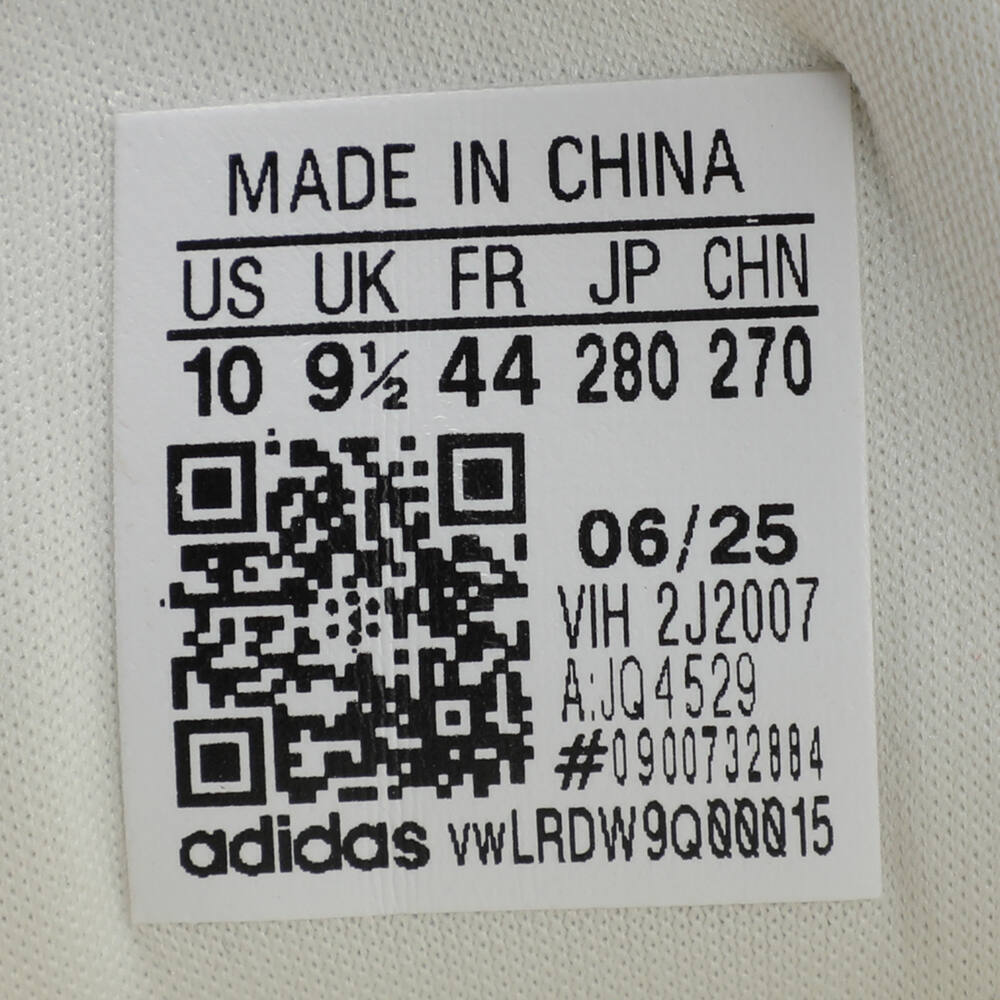 MADE IN CHINA
US UK FR JP CHN
10 9½ 44 280 270
06/25
VIH 2J2007
A:JQ4529
#0900732884
adidas vwLRDW9Q00015